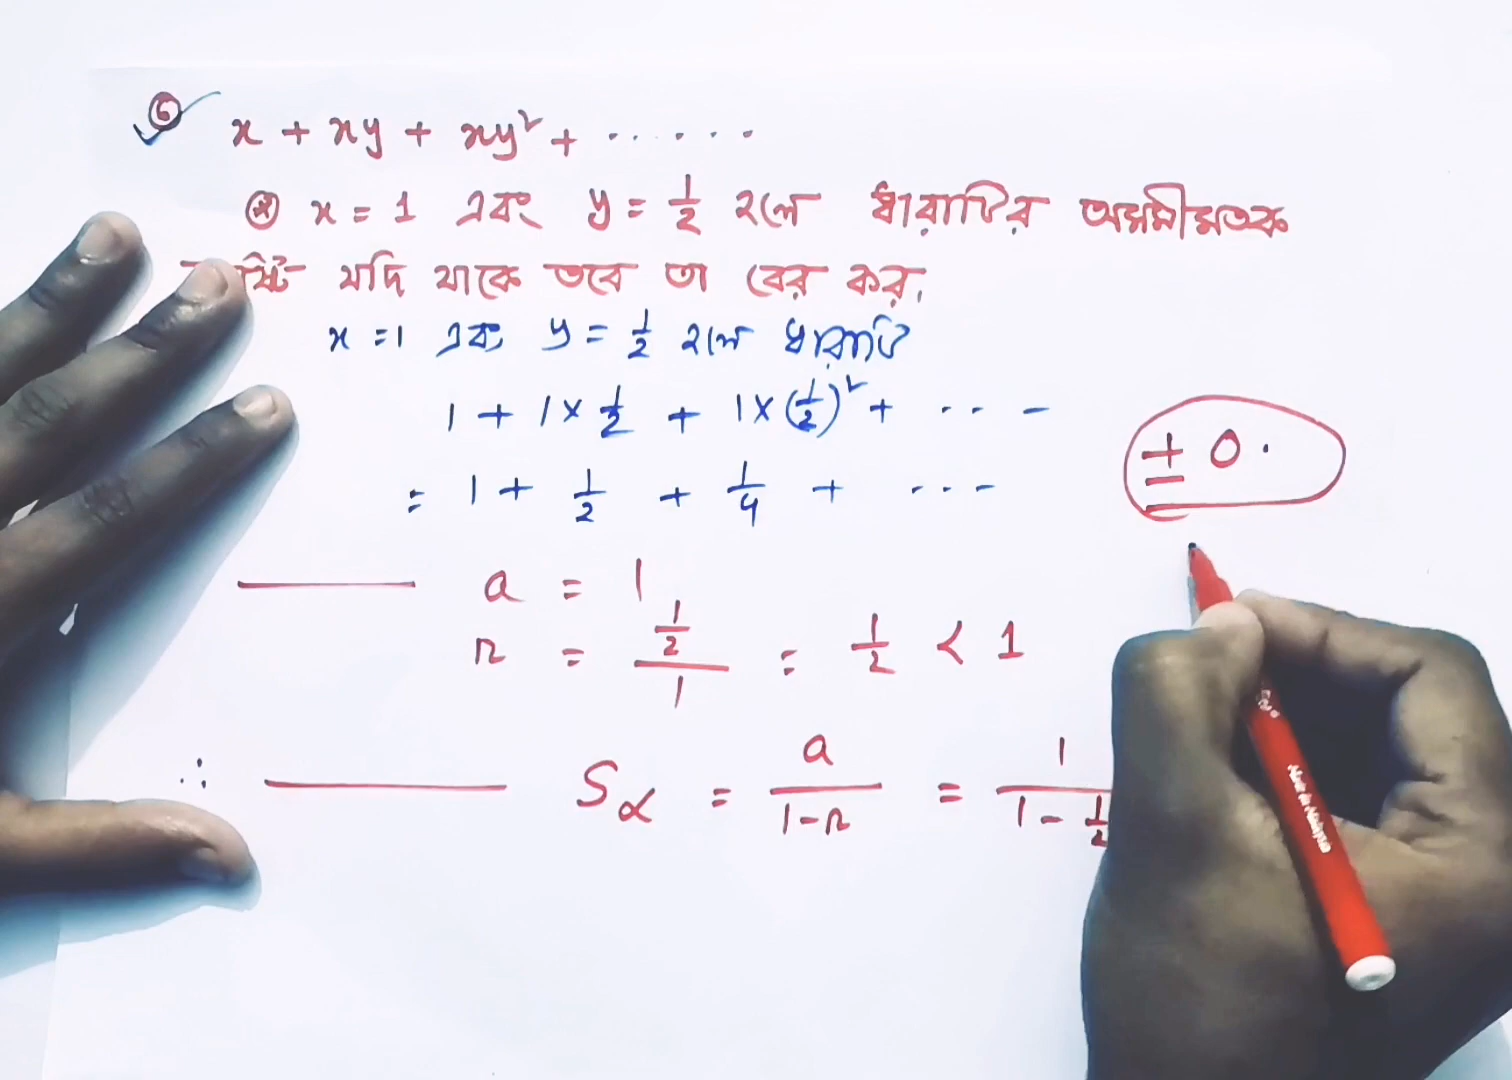 ৩ x + xy + xy² + ......
* x = 1 এবং y = 1/2 হলে ধারাটির অসমীমতক
ষ্টি যদি থাকে তবে তা বের কর।
x = 1 এবং y = 1/2 হলে ধারাটি
1 + 1 × 1/2 + 1 × (1/2)² + ...
= 1 + 1/2 + 1/4 + ...
± 0.
a = 1
r = (1/2)/1 = 1/2 < 1
∴ S∝ = a/(1-r) = 1/(1 - 1/2